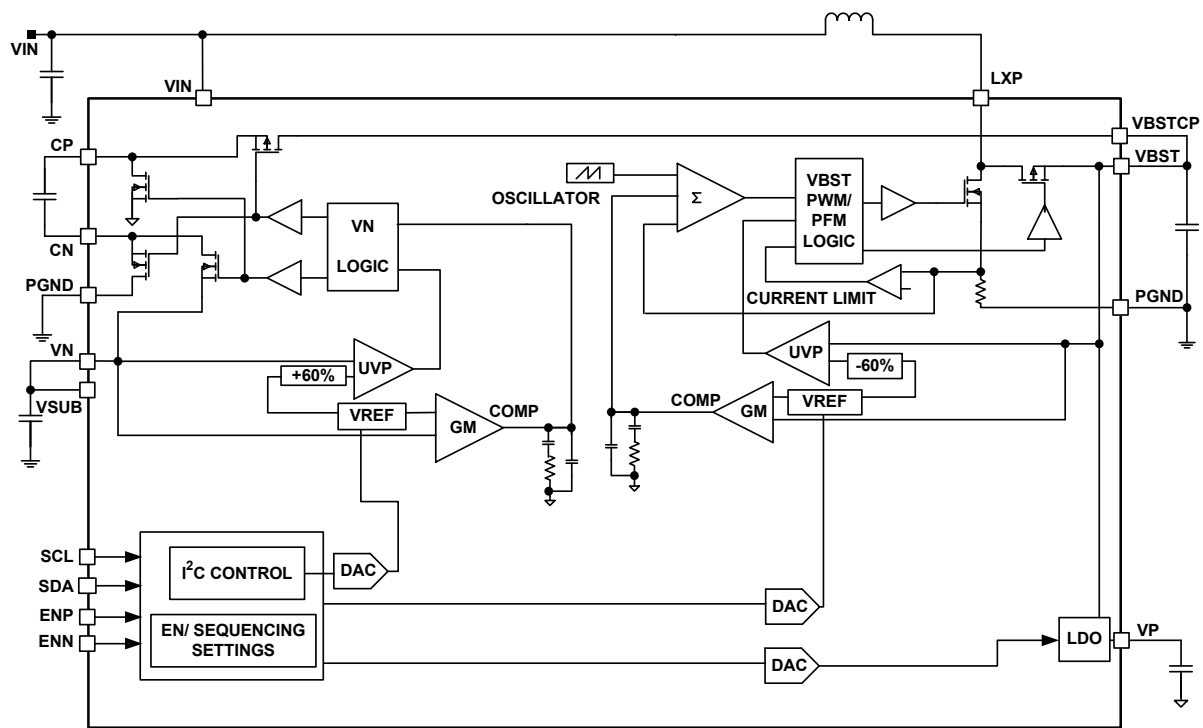 VIN
VIN
LXP
CP
VBSTCP
VBST
OSCILLATOR
Σ
VBST
PWM/
PFM
LOGIC
VN
LOGIC
CN
PGND
CURRENT LIMIT
PGND
VN
UVP
+60%
UVP
-60%
VSUB
VREF
COMP
GM
COMP
GM
VREF
SCL
SDA
ENP
ENN
I²C CONTROL
DAC
EN/ SEQUENCING
SETTINGS
DAC
DAC
LDO
VP